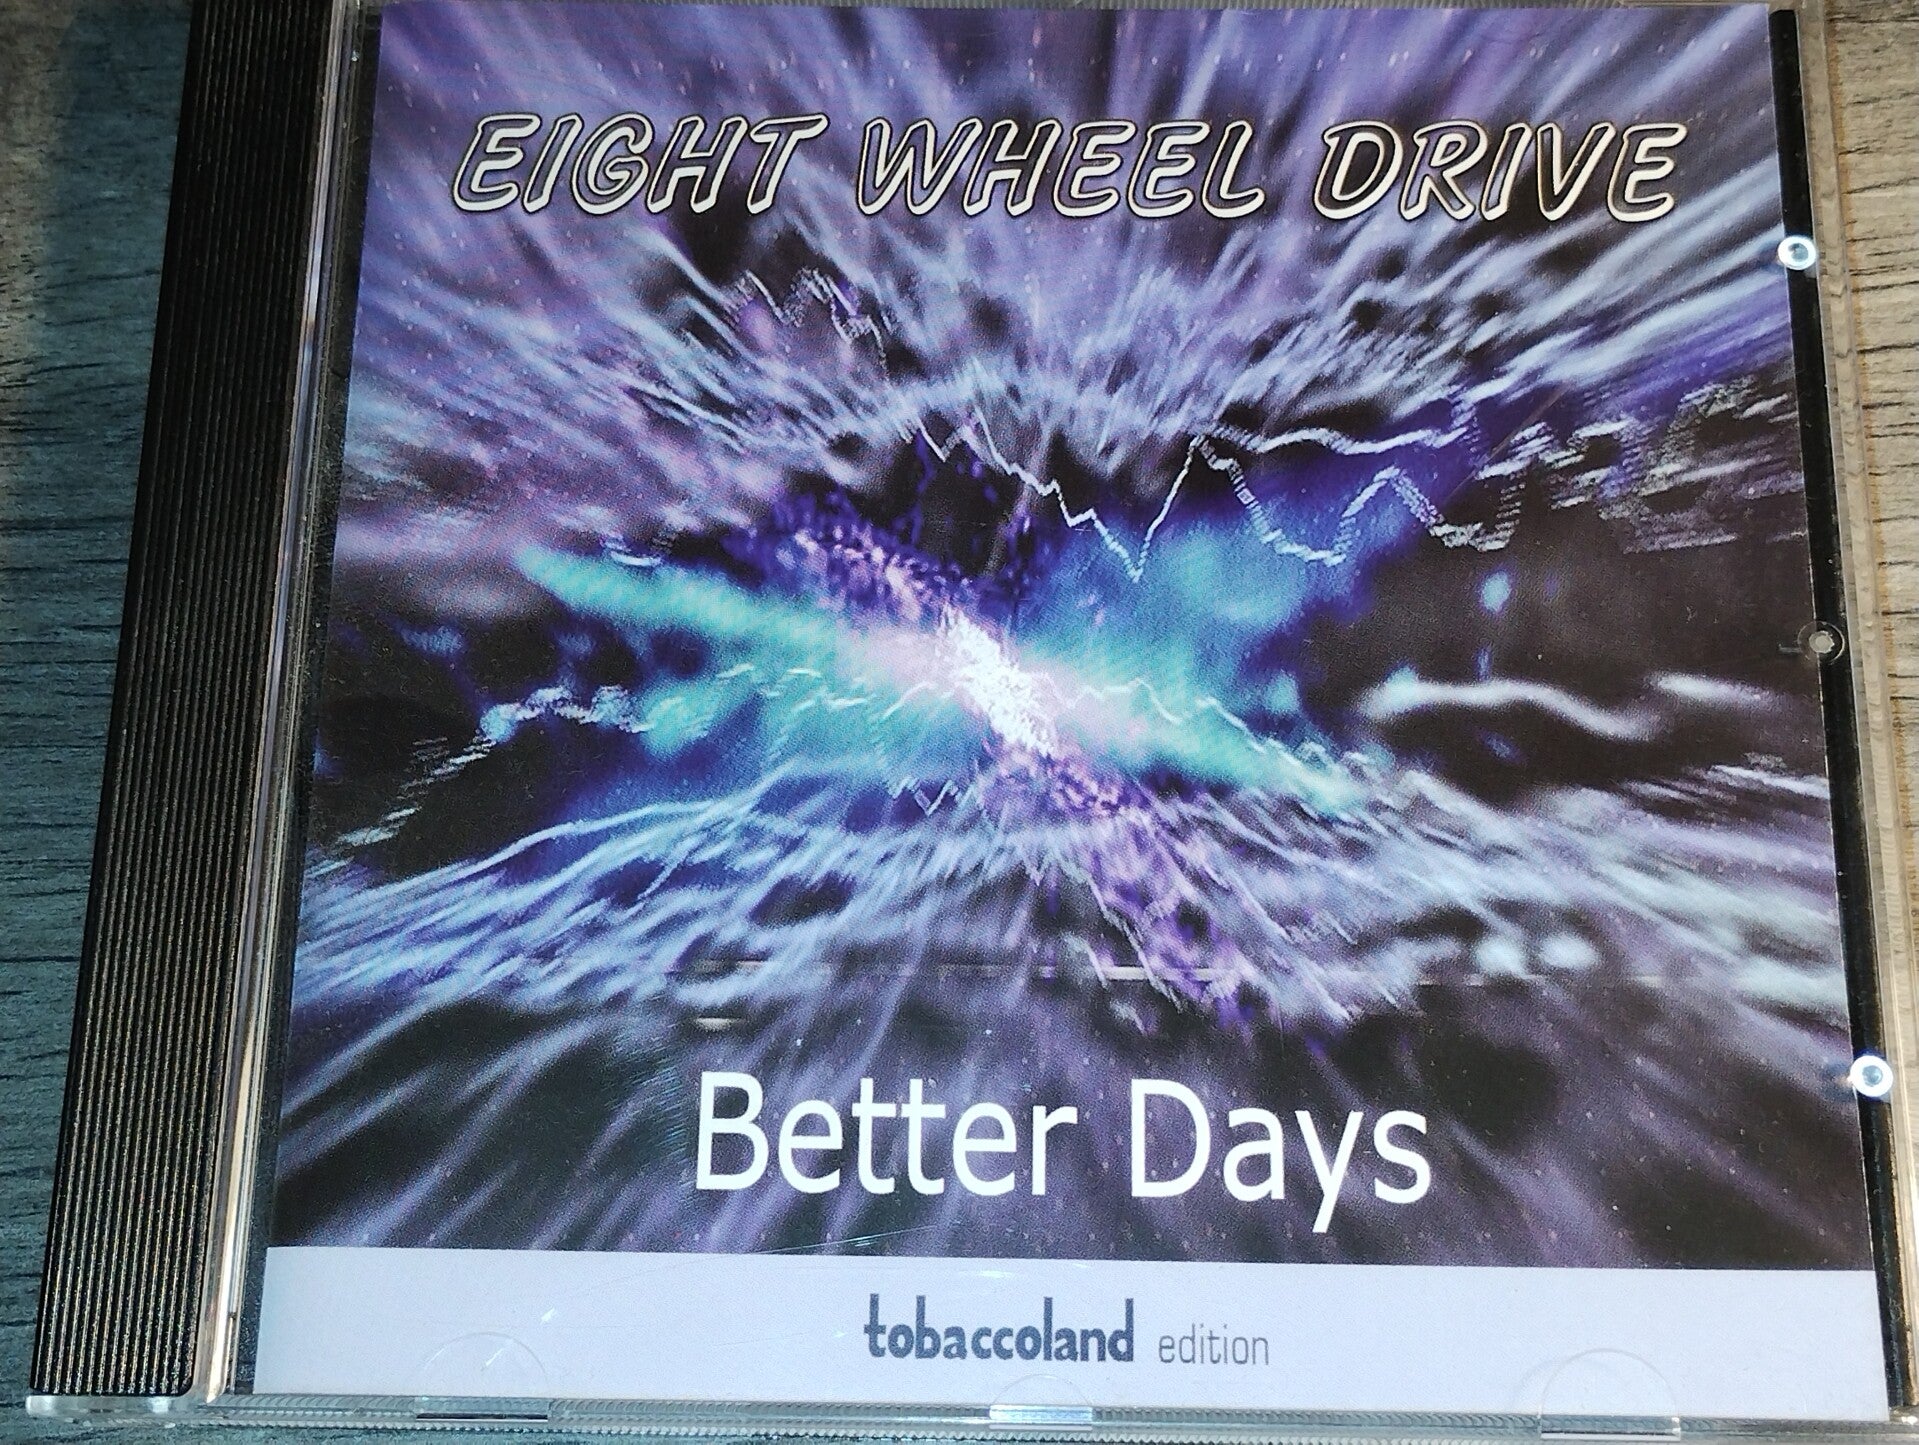 EIGHT WHEEL DRIVE
Better Days
tobaccoland edition